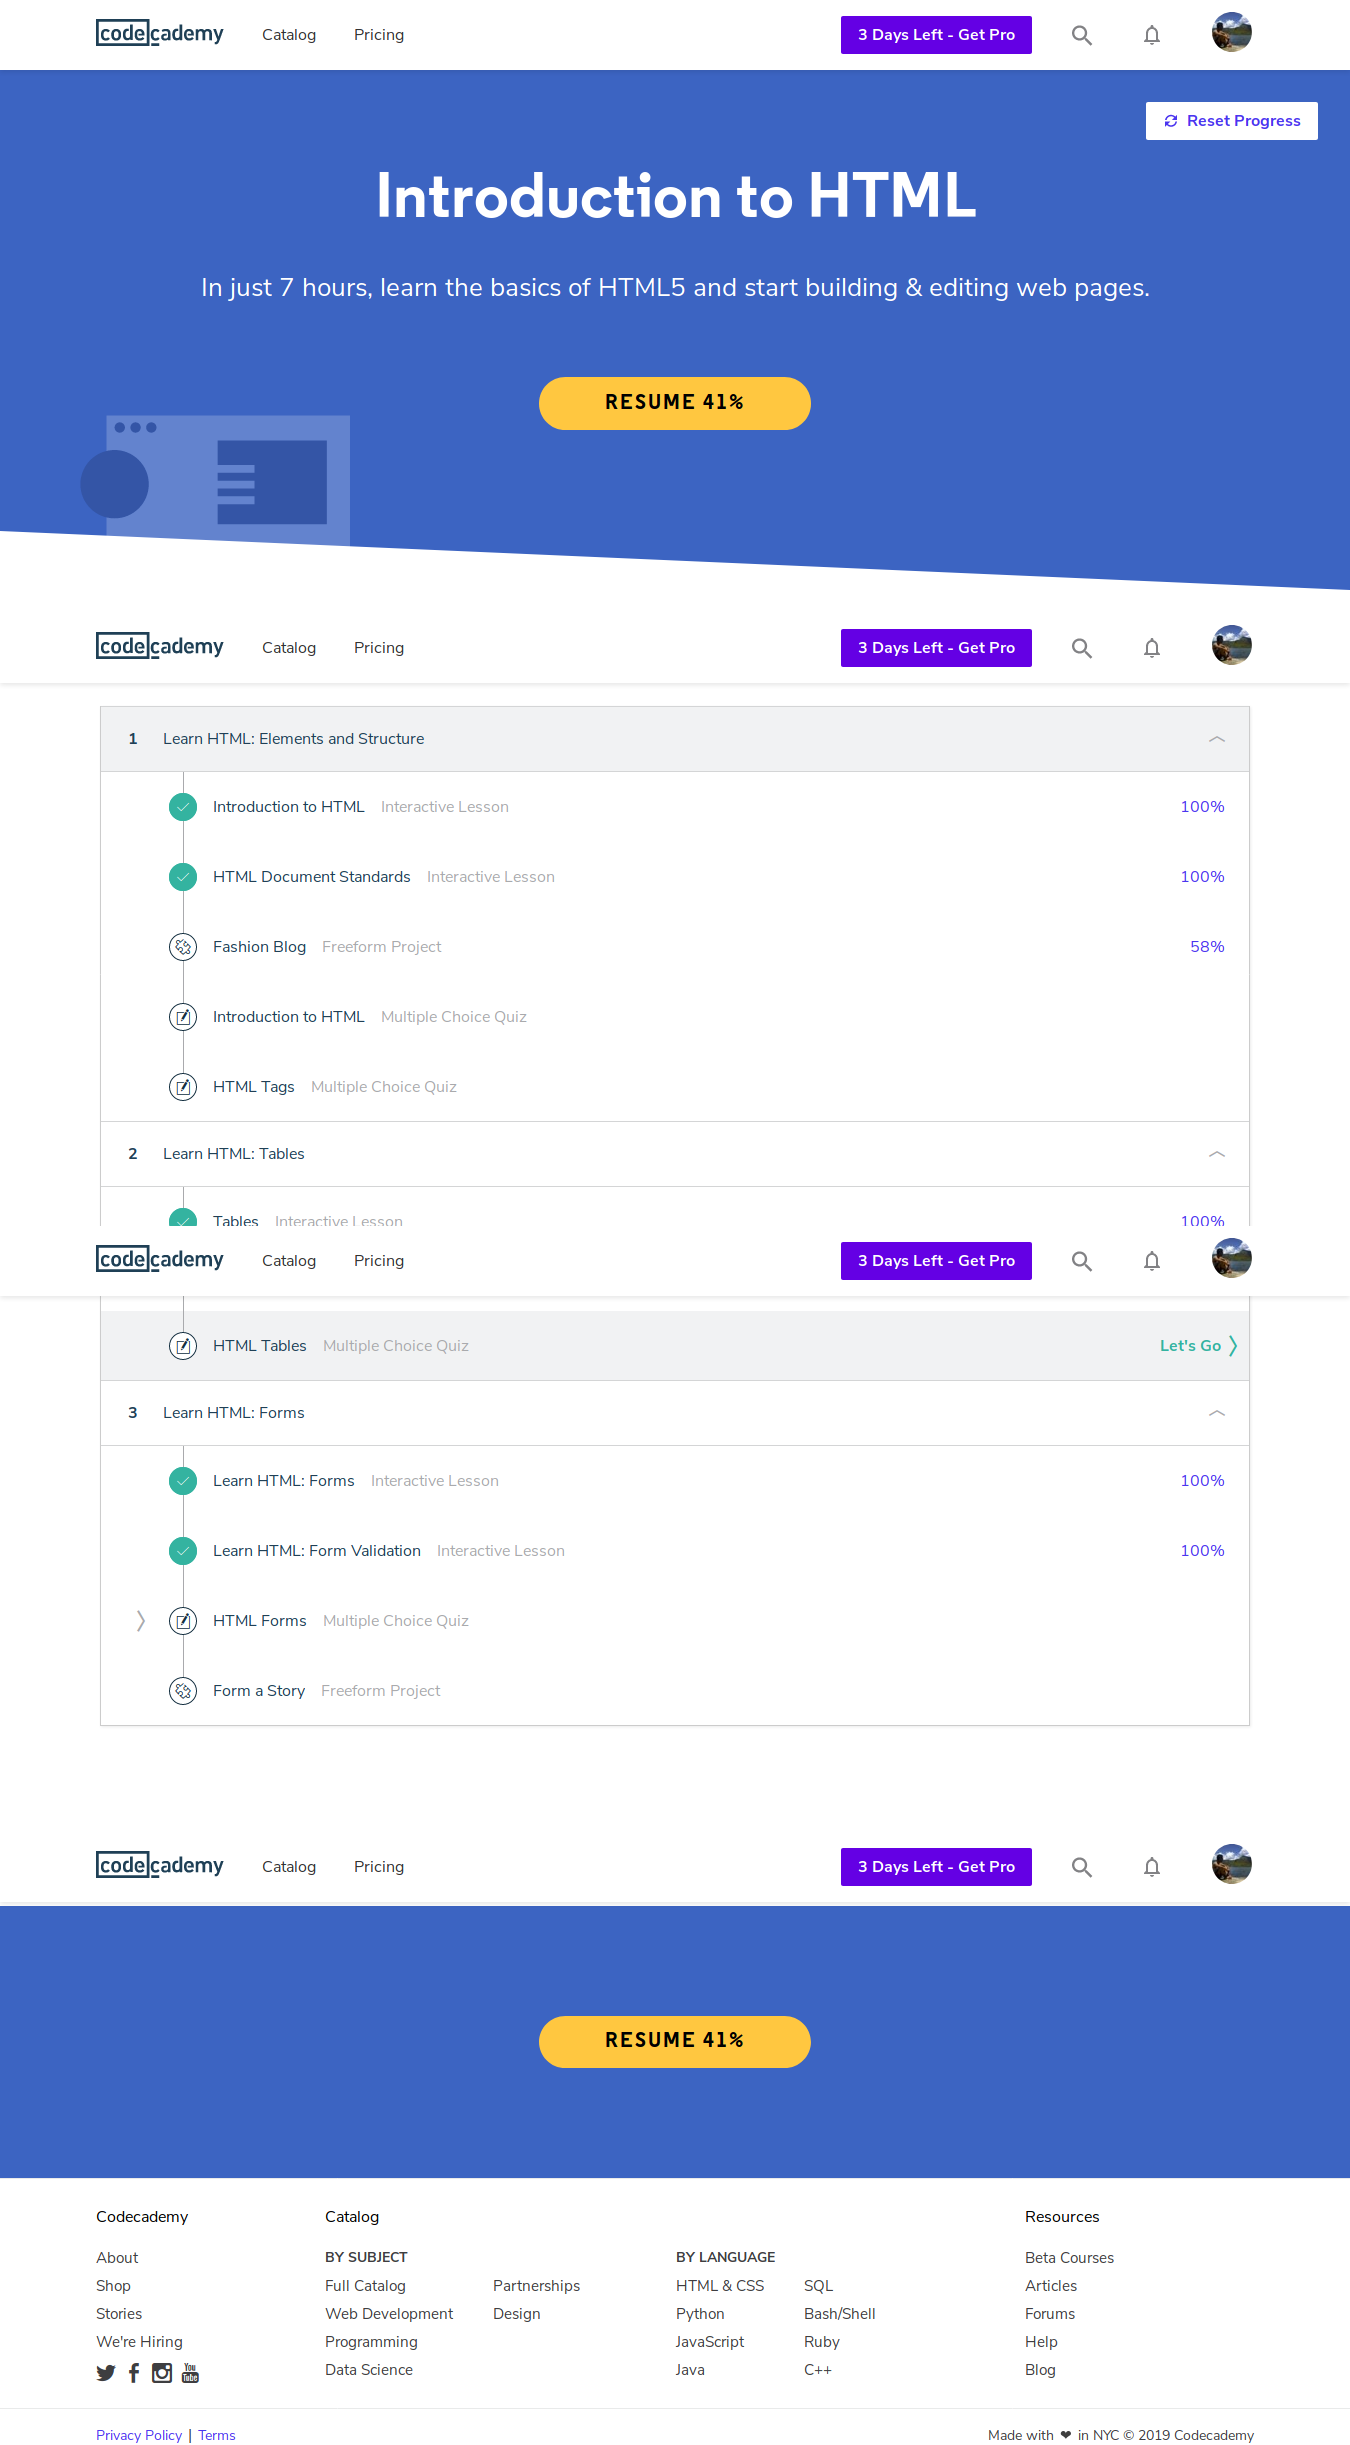 codecademy Catalog Pricing 3 Days Left - Get Pro
Reset Progress
Introduction to HTML
In just 7 hours, learn the basics of HTML5 and start building & editing web pages.
RESUME 41%
codecademy Catalog Pricing 3 Days Left - Get Pro
1 Learn HTML: Elements and Structure
Introduction to HTML Interactive Lesson 100%
HTML Document Standards Interactive Lesson 100%
Fashion Blog Freeform Project 58%
Introduction to HTML Multiple Choice Quiz
HTML Tags Multiple Choice Quiz
2 Learn HTML: Tables
Tables Interactive Lesson 100%
codecademy Catalog Pricing 3 Days Left - Get Pro
HTML Tables Multiple Choice Quiz Let's Go
3 Learn HTML: Forms
Learn HTML: Forms Interactive Lesson 100%
Learn HTML: Form Validation Interactive Lesson 100%
HTML Forms Multiple Choice Quiz
Form a Story Freeform Project
codecademy Catalog Pricing 3 Days Left - Get Pro
RESUME 41%
Codecademy Catalog Resources
About BY SUBJECT BY LANGUAGE Beta Courses
Shop Full Catalog Partnerships HTML & CSS SQL Articles
Stories Web Development Design Python Bash/Shell Forums
We're Hiring Programming JavaScript Ruby Help
You Tube Data Science Java C++ Blog
Privacy Policy | Terms Made with ❤ in NYC © 2019 Codecademy